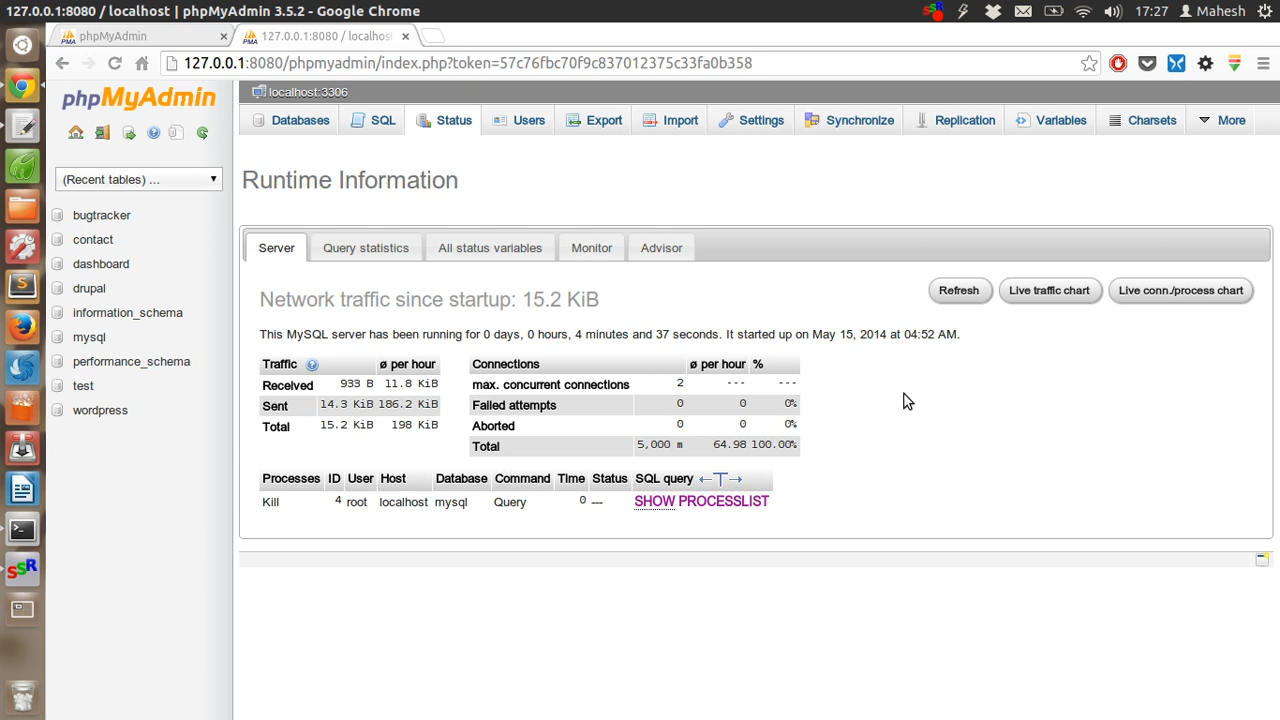 127.0.0.1:8080 / localhost | phpMyAdmin 3.5.2 - Google Chrome
17:27 Mahesh
phpMyAdmin × 127.0.0.1:8080 / localhos ×
127.0.0.1:8080/phpmyadmin/index.php?token=57c76fbc70f9c837012375c33fa0b358
phpMyAdmin
(Recent tables) ...
bugtracker
contact
dashboard
drupal
information_schema
mysql
performance_schema
test
wordpress
localhost:3306
Databases SQL Status Users Export Import Settings Synchronize Replication Variables Charsets More
Runtime Information
Server Query statistics All status variables Monitor Advisor
Refresh Live traffic chart Live conn./process chart
Network traffic since startup: 15.2 KiB
This MySQL server has been running for 0 days, 0 hours, 4 minutes and 37 seconds. It started up on May 15, 2014 at 04:52 AM.
Traffic ø per hour
Received 933 B 11.8 KiB
Sent 14.3 KiB 186.2 KiB
Total 15.2 KiB 198 KiB
Connections ø per hour %
max. concurrent connections 2 --- ---
Failed attempts 0 0 0%
Aborted 0 0 0%
Total 5,000 m 64.98 100.00%
Processes ID User Host Database Command Time Status SQL query ←T→
Kill 4 root localhost mysql Query 0 --- SHOW PROCESSLIST